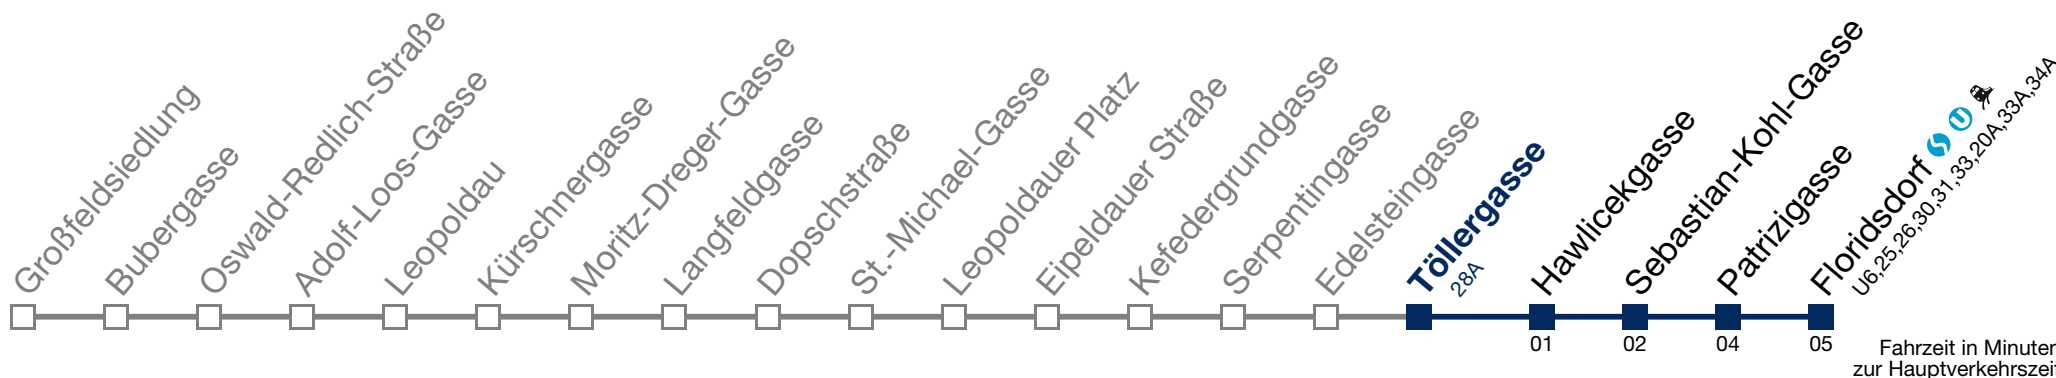 Großfeldsiedlung
Bubergasse
Oswald-Redlich-Straße
Adolf-Loos-Gasse
Leopoldau
Kürschnergasse
Moritz-Dreger-Gasse
Langfeldgasse
Dopschstraße
St.-Michael-Gasse
Leopoldauer Platz
Eipeldauer Straße
Kefedergrundgasse
Serpentingasse
Edelsteingasse
Töllergasse
28A
Hawlicekgasse
Sebastian-Kohl-Gasse
Patrizigasse
Floridsdorf S U
U6,25,26,30,31,33,20A,33A,34A
01 02 04 05
Fahrzeit in Minuten
zur Hauptverkehrszeit